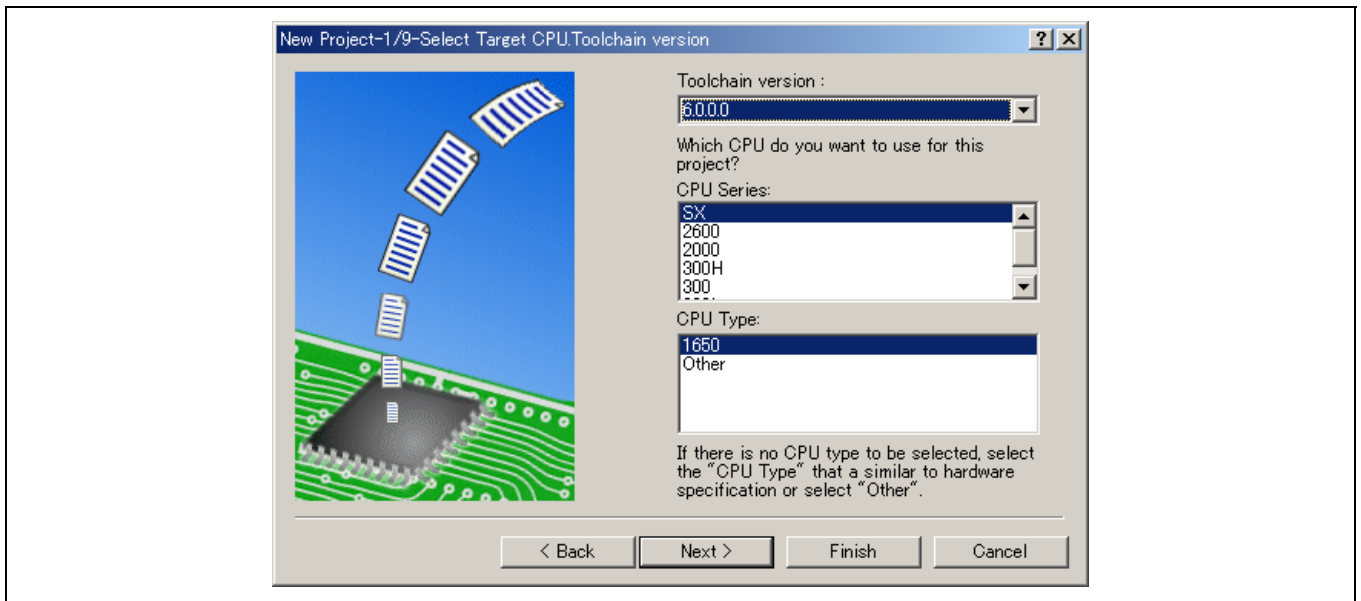 New Project-1/9-Select Target CPU.Toolchain version
Toolchain version :
6.0.0.0
Which CPU do you want to use for this
project?
CPU Series:
SX
2600
2000
300H
300
CPU Type:
1650
Other
If there is no CPU type to be selected, select
the "CPU Type" that a similar to hardware
specification or select "Other".
< Back
Next >
Finish
Cancel